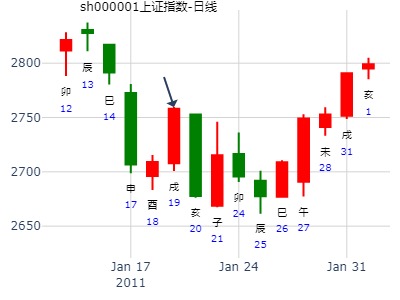 sh000001上证指数-日线
2800
2750
2700
2650
卯
12
辰
13
巳
14
申
17
酉
18
戌
19
亥
20
子
21
卯
24
辰
25
巳
26
午
27
未
28
戌
31
亥
1
Jan 17
2011
Jan 24
Jan 31